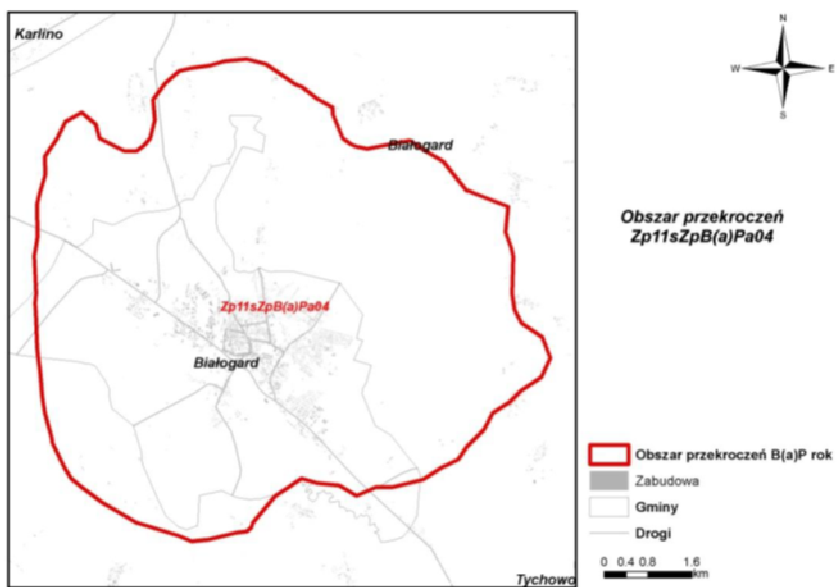 Karlino
Białogard
Zp11sZpB(a)Pa04
Białogard
Tychowo
N
W
E
S
Obszar przekroczeń
Zp11sZpB(a)Pa04
Obszar przekroczeń B(a)P rok
Zabudowa
Gminy
Drogi
0 0.4 0.8 1.6
km